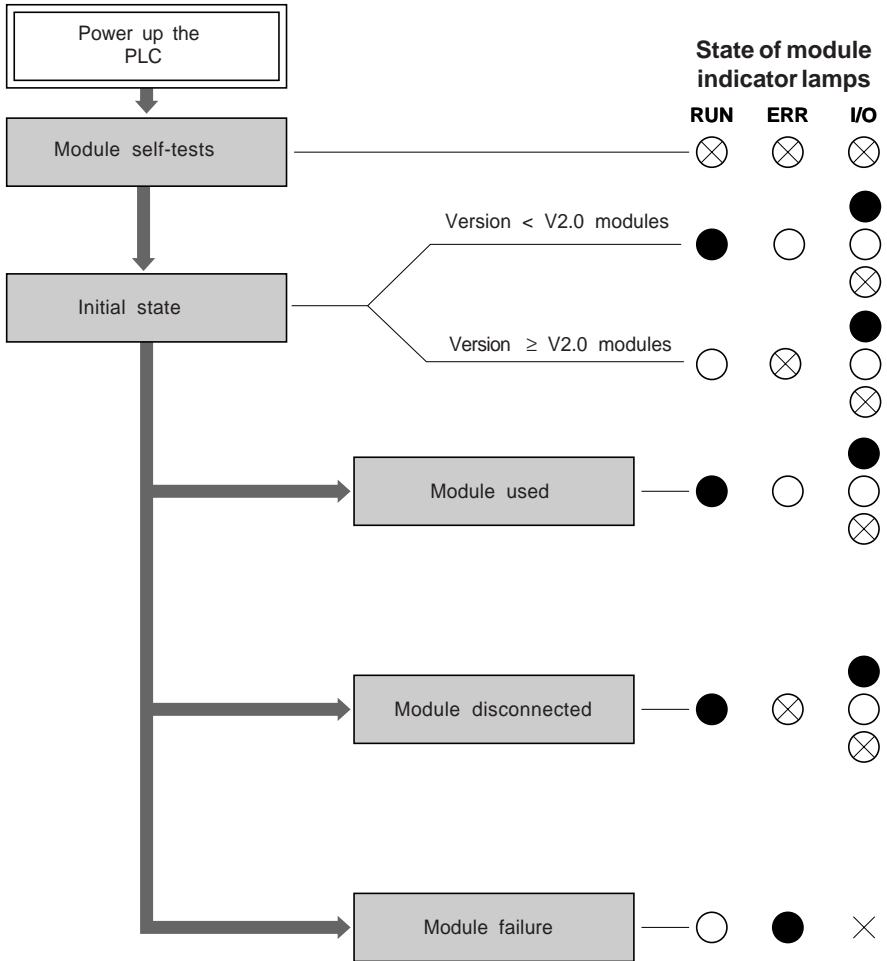 Power up the
PLC
State of module
indicator lamps
RUN ERR I/O
Module self-tests
Version < V2.0 modules
Initial state
Version ≥ V2.0 modules
Module used
Module disconnected
Module failure